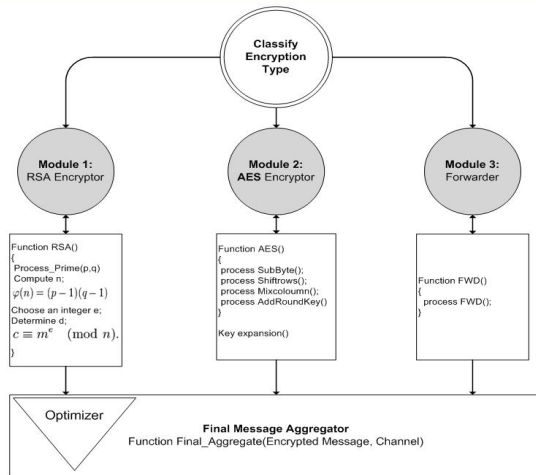 Classify
Encryption
Type
Module 1:
RSA Encryptor
Module 2:
AES Encryptor
Module 3:
Forwarder
Function RSA()
{
Process_Prime(p,q)
Compute n;
φ(n) = (p − 1)(q − 1)
Choose an integer e;
Determine d;
c ≡ m^e (mod n).
}
Function AES()
{
process SubByte();
process Shiftrows();
process Mixcoloumn();
process AddRoundKey()
}
Key expansion()
Function FWD()
{
process FWD();
}
Optimizer
Final Message Aggregator
Function Final_Aggregate(Encrypted Message, Channel)